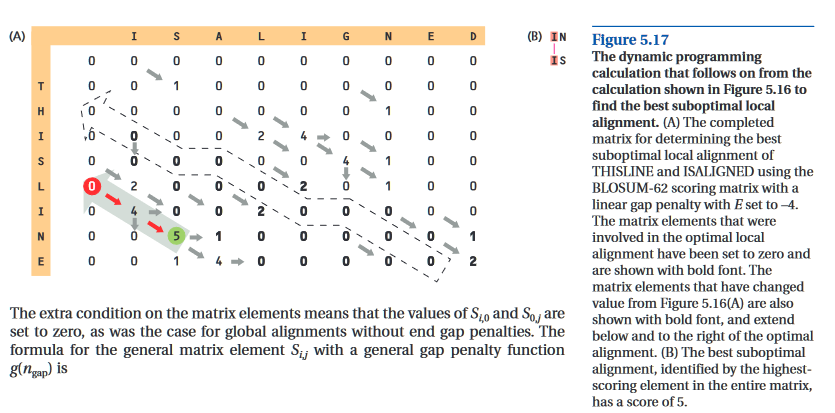 (A) I S A L I G N E D
0 0 0 0 0 0 0 0 0 0
T 0 0 1 0 0 0 0 0 0 0
H 0 0 0 0 0 0 0 1 0 0
I 0 0 0 0 2 4 0 0 0 0
S 0 0 0 0 0 0 4 1 0 0
L 0 2 0 0 0 2 0 1 0 0
I 0 4 0 0 2 0 0 0 0 0
N 0 0 5 1 0 0 0 0 0 1
E 0 0 1 4 0 0 0 0 0 2
(B) IN
IS
Figure 5.17
The dynamic programming
calculation that follows on from the
calculation shown in Figure 5.16 to
find the best suboptimal local
alignment. (A) The completed
matrix for determining the best
suboptimal local alignment of
THISLINE and ISALIGNED using the
BLOSUM-62 scoring matrix with a
linear gap penalty with E set to –4.
The matrix elements that were
involved in the optimal local
alignment have been set to zero and
are shown with bold font. The
matrix elements that have changed
value from Figure 5.16(A) are also
shown with bold font, and extend
below and to the right of the optimal
alignment. (B) The best suboptimal
alignment, identified by the highest-
scoring element in the entire matrix,
has a score of 5.
The extra condition on the matrix elements means that the values of Si,0 and S0,j are
set to zero, as was the case for global alignments without end gap penalties. The
formula for the general matrix element Si,j with a general gap penalty function
g(ngap) is